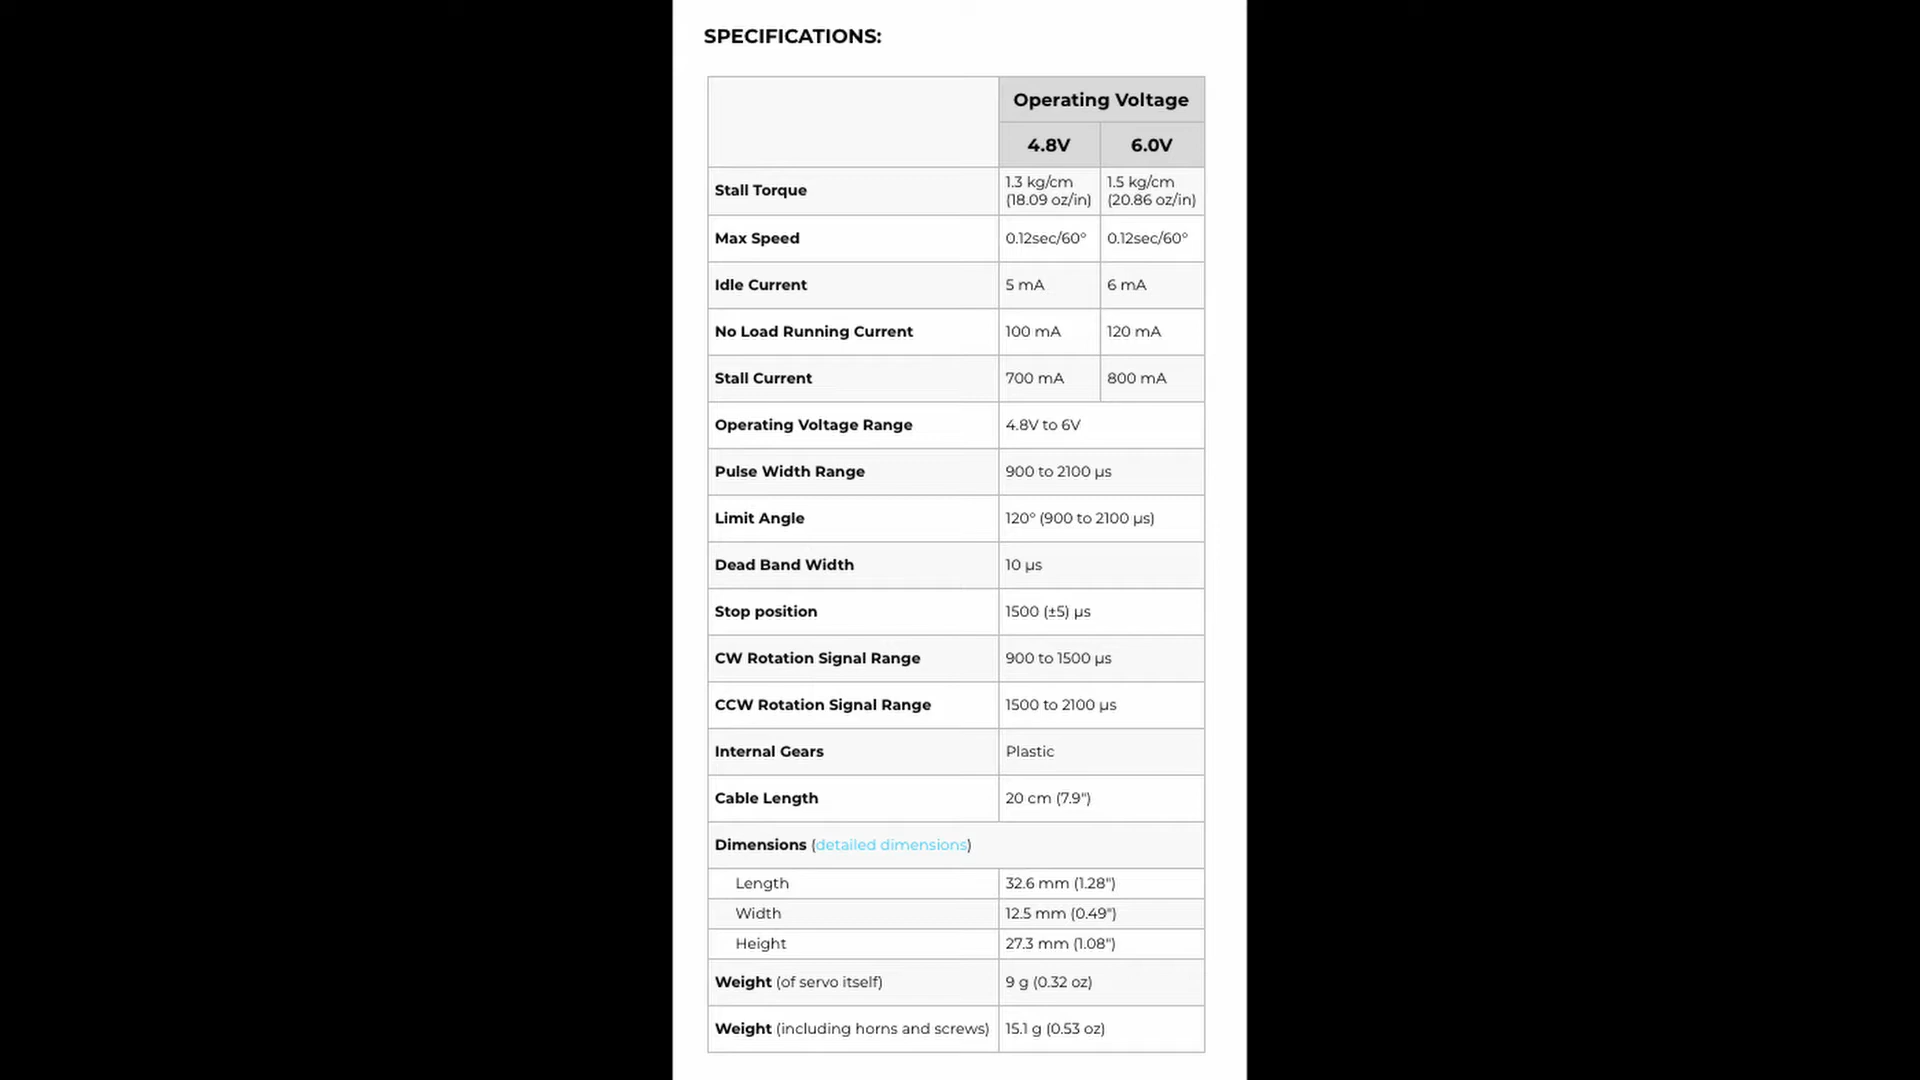 SPECIFICATIONS:
Operating Voltage
4.8V 6.0V
Stall Torque 1.3 kg/cm (18.09 oz/in) 1.5 kg/cm (20.86 oz/in)
Max Speed 0.12sec/60° 0.12sec/60°
Idle Current 5 mA 6 mA
No Load Running Current 100 mA 120 mA
Stall Current 700 mA 800 mA
Operating Voltage Range 4.8V to 6V
Pulse Width Range 900 to 2100 µs
Limit Angle 120° (900 to 2100 µs)
Dead Band Width 10 µs
Stop position 1500 (±5) µs
CW Rotation Signal Range 900 to 1500 µs
CCW Rotation Signal Range 1500 to 2100 µs
Internal Gears Plastic
Cable Length 20 cm (7.9")
Dimensions (detailed dimensions)
Length 32.6 mm (1.28")
Width 12.5 mm (0.49")
Height 27.3 mm (1.08")
Weight (of servo itself) 9 g (0.32 oz)
Weight (including horns and screws) 15.1 g (0.53 oz)